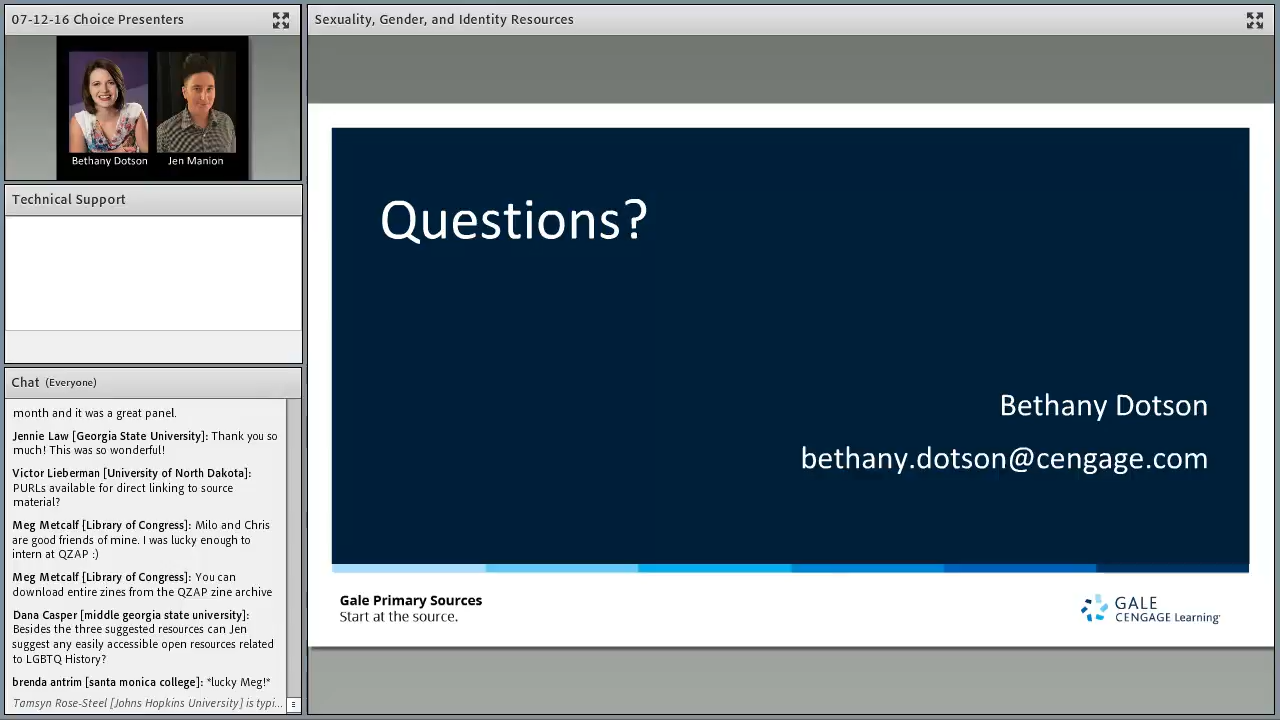 07-12-16 Choice Presenters
Bethany Dotson
Jen Manion
Technical Support
Chat (Everyone)
month and it was a great panel.
Jennie Law [Georgia State University]: Thank you so
much! This was so wonderful!
Victor Lieberman [University of North Dakota]:
PURLs available for direct linking to source
material?
Meg Metcalf [Library of Congress]: Milo and Chris
are good friends of mine. I was lucky enough to
intern at QZAP :)
Meg Metcalf [Library of Congress]: You can
download entire zines from the QZAP zine archive
Dana Casper [middle georgia state university]:
Besides the three suggested resources can Jen
suggest any easily accessible open resources related
to LGBTQ History?
brenda antrim [santa monica college]: *lucky Meg!*
Tamsyn Rose-Steel [Johns Hopkins University] is typi...
Sexuality, Gender, and Identity Resources
Questions?
Bethany Dotson
bethany.dotson@cengage.com
Gale Primary Sources
Start at the source.
GALE
CENGAGE Learning